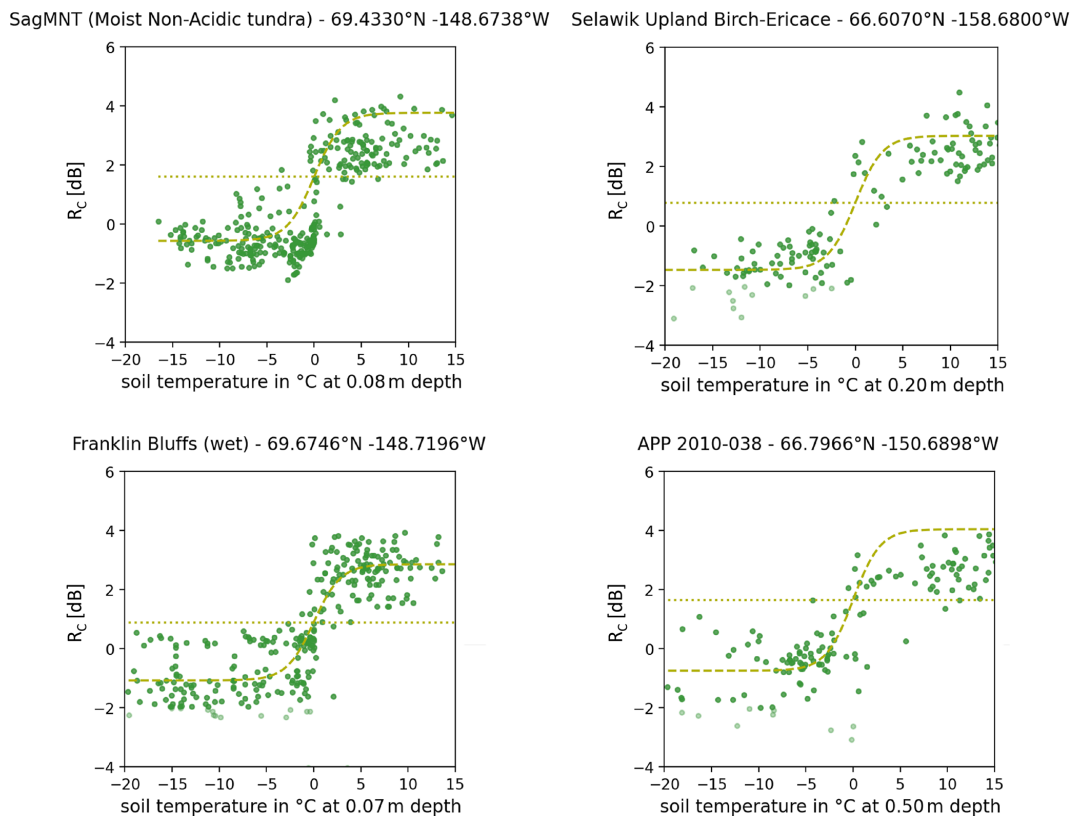 SagMNT (Moist Non-Acidic tundra) - 69.4330°N -148.6738°W
6
4
2
0
−2
−4
R_C [dB]
−20 −15 −10 −5 0 5 10 15
soil temperature in °C at 0.08 m depth
Selawik Upland Birch-Ericace - 66.6070°N -158.6800°W
6
4
2
0
−2
−4
R_C [dB]
−20 −15 −10 −5 0 5 10 15
soil temperature in °C at 0.20 m depth
Franklin Bluffs (wet) - 69.6746°N -148.7196°W
6
4
2
0
−2
−4
R_C [dB]
−20 −15 −10 −5 0 5 10 15
soil temperature in °C at 0.07 m depth
APP 2010-038 - 66.7966°N -150.6898°W
6
4
2
0
−2
−4
R_C [dB]
−20 −15 −10 −5 0 5 10 15
soil temperature in °C at 0.50 m depth